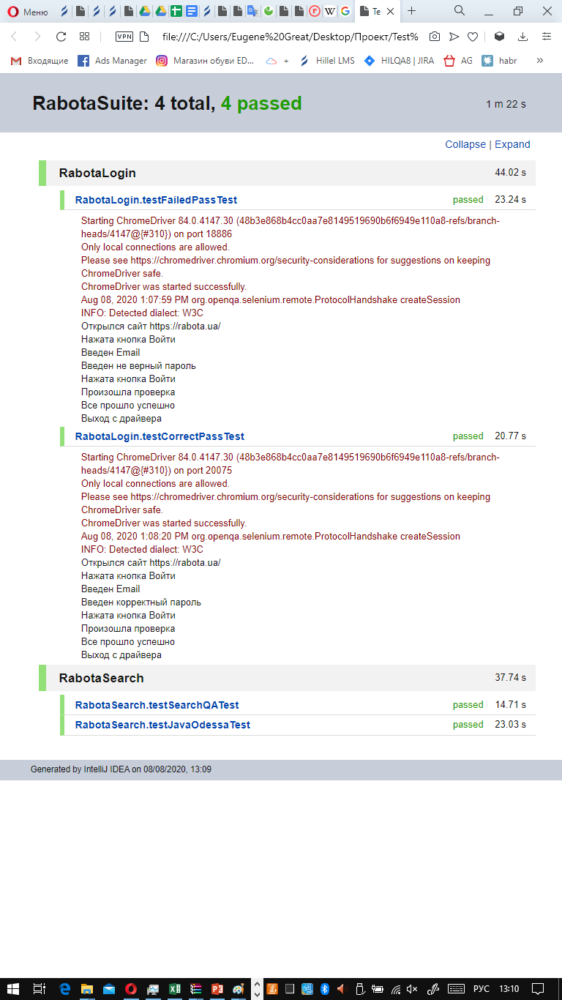 Меню
Te
VPN
file:///C:/Users/Eugene%20Great/Desktop/Проект/Test%
Входящие
Ads Manager
Магазин обуви ED...
+
Hillel LMS
HILQA8 | JIRA
AG
habr
»
RabotaSuite: 4 total, 4 passed
1 m 22 s
Collapse | Expand
RabotaLogin
44.02 s
RabotaLogin.testFailedPassTest
passed
23.24 s
Starting ChromeDriver 84.0.4147.30 (48b3e868b4cc0aa7e8149519690b6f6949e110a8-refs/branch-
heads/4147@{#310}) on port 18886
Only local connections are allowed.
Please see https://chromedriver.chromium.org/security-considerations for suggestions on keeping
ChromeDriver safe.
ChromeDriver was started successfully.
Aug 08, 2020 1:07:59 PM org.openqa.selenium.remote.ProtocolHandshake createSession
INFO: Detected dialect: W3C
Открылся сайт https://rabota.ua/
Нажата кнопка Войти
Введен Email
Введен не верный пароль
Нажата кнопка Войти
Произошла проверка
Все прошло успешно
Выход с драйвера
RabotaLogin.testCorrectPassTest
passed
20.77 s
Starting ChromeDriver 84.0.4147.30 (48b3e868b4cc0aa7e8149519690b6f6949e110a8-refs/branch-
heads/4147@{#310}) on port 20075
Only local connections are allowed.
Please see https://chromedriver.chromium.org/security-considerations for suggestions on keeping
ChromeDriver safe.
ChromeDriver was started successfully.
Aug 08, 2020 1:08:20 PM org.openqa.selenium.remote.ProtocolHandshake createSession
INFO: Detected dialect: W3C
Открылся сайт https://rabota.ua/
Нажата кнопка Войти
Введен Email
Введен корректный пароль
Нажата кнопка Войти
Произошла проверка
Все прошло успешно
Выход с драйвера
RabotaSearch
37.74 s
RabotaSearch.testSearchQATest
passed
14.71 s
RabotaSearch.testJavaOdessaTest
passed
23.03 s
Generated by IntelliJ IDEA on 08/08/2020, 13:09
РУС
13:10